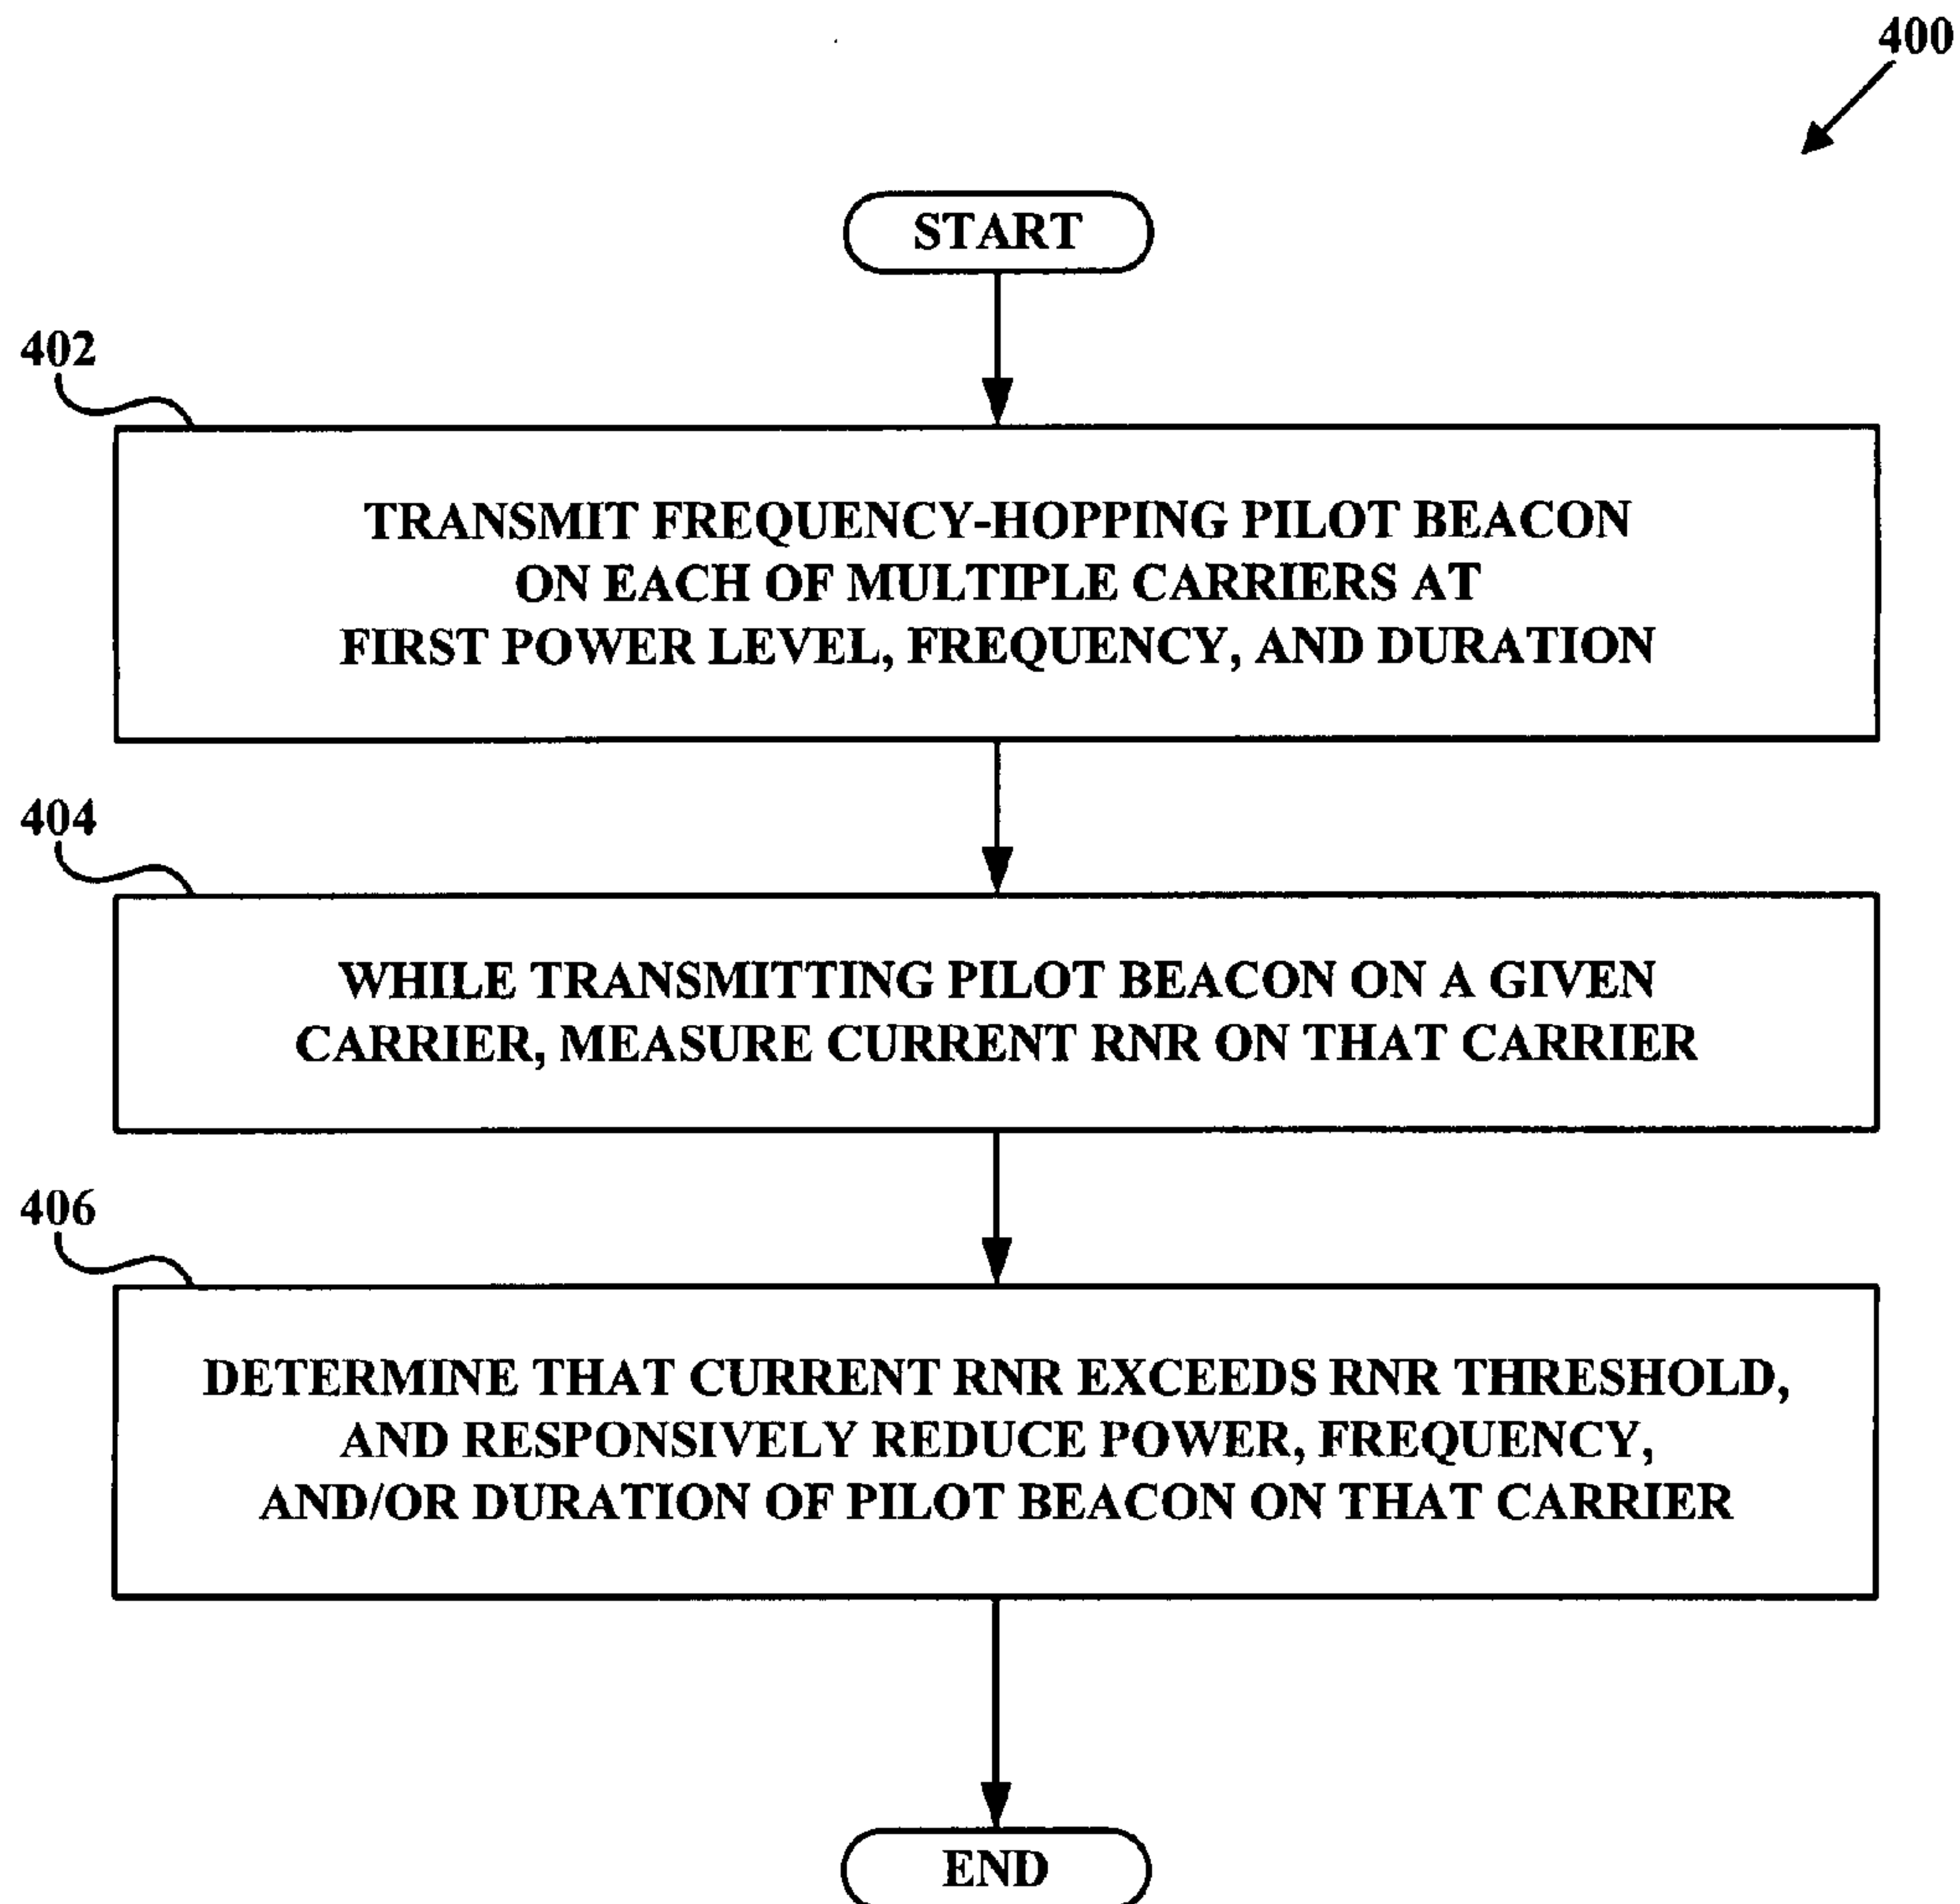 400
START
402
TRANSMIT FREQUENCY-HOPPING PILOT BEACON
ON EACH OF MULTIPLE CARRIERS AT
FIRST POWER LEVEL, FREQUENCY, AND DURATION
404
WHILE TRANSMITTING PILOT BEACON ON A GIVEN
CARRIER, MEASURE CURRENT RNR ON THAT CARRIER
406
DETERMINE THAT CURRENT RNR EXCEEDS RNR THRESHOLD,
AND RESPONSIVELY REDUCE POWER, FREQUENCY,
AND/OR DURATION OF PILOT BEACON ON THAT CARRIER
END